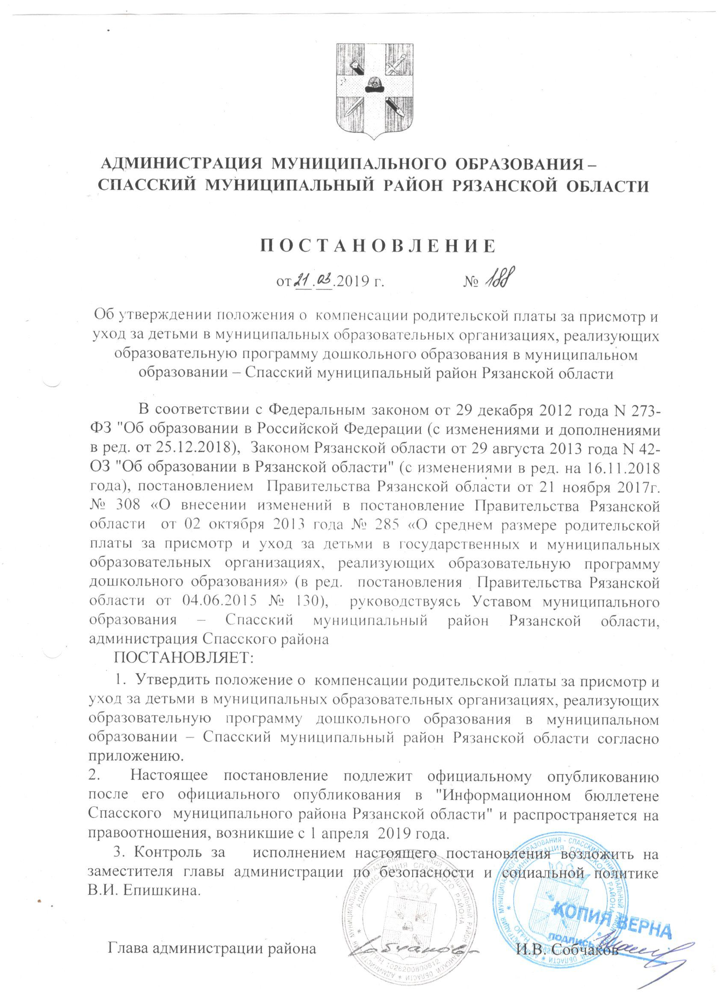 АДМИНИСТРАЦИЯ МУНИЦИПАЛЬНОГО ОБРАЗОВАНИЯ –
СПАССКИЙ МУНИЦИПАЛЬНЫЙ РАЙОН РЯЗАНСКОЙ ОБЛАСТИ
П О С Т А Н О В Л Е Н И Е
от 21.03.2019 г. № 188
Об утверждении положения о компенсации родительской платы за присмотр и
уход за детьми в муниципальных образовательных организациях, реализующих
образовательную программу дошкольного образования в муниципальном
образовании – Спасский муниципальный район Рязанской области
В соответствии с Федеральным законом от 29 декабря 2012 года N 273-
ФЗ "Об образовании в Российской Федерации (с изменениями и дополнениями
в ред. от 25.12.2018), Законом Рязанской области от 29 августа 2013 года N 42-
ОЗ "Об образовании в Рязанской области" (с изменениями в ред. на 16.11.2018
года), постановлением Правительства Рязанской области от 21 ноября 2017г.
№ 308 «О внесении изменений в постановление Правительства Рязанской
области от 02 октября 2013 года № 285 «О среднем размере родительской
платы за присмотр и уход за детьми в государственных и муниципальных
образовательных организациях, реализующих образовательную программу
дошкольного образования» (в ред. постановления Правительства Рязанской
области от 04.06.2015 № 130), руководствуясь Уставом муниципального
образования – Спасский муниципальный район Рязанской области,
администрация Спасского района
ПОСТАНОВЛЯЕТ:
1. Утвердить положение о компенсации родительской платы за присмотр и
уход за детьми в муниципальных образовательных организациях, реализующих
образовательную программу дошкольного образования в муниципальном
образовании – Спасский муниципальный район Рязанской области согласно
приложению.
2. Настоящее постановление подлежит официальному опубликованию
после его официального опубликования в "Информационном бюллетене
Спасского муниципального района Рязанской области" и распространяется на
правоотношения, возникшие с 1 апреля 2019 года.
3. Контроль за исполнением настоящего постановления возложить на
заместителя главы администрации по безопасности и социальной политике
В.И. Епишкина.
КОПИЯ ВЕРНА
ПОДПИСЬ
Глава администрации района И.В. Собчаков
АДМИНИСТРАЦИЯ СПАССКОГО РАЙОНА
ОГРН 1026200800812